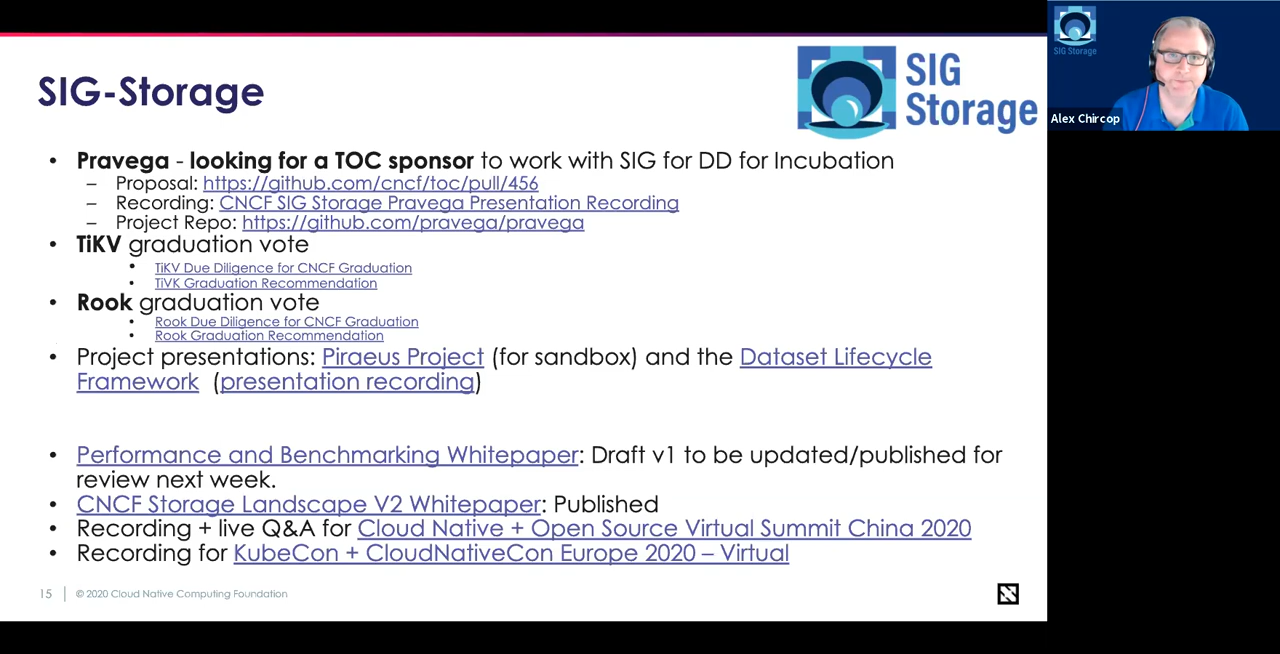 SIG-Storage
SIG
Storage
SIG Storage
Alex Chircop
• Pravega - looking for a TOC sponsor to work with SIG for DD for Incubation
– Proposal: https://github.com/cncf/toc/pull/456
– Recording: CNCF SIG Storage Pravega Presentation Recording
– Project Repo: https://github.com/pravega/pravega
• TiKV graduation vote
• TiKV Due Diligence for CNCF Graduation
• TiVK Graduation Recommendation
• Rook graduation vote
• Rook Due Diligence for CNCF Graduation
• Rook Graduation Recommendation
• Project presentations: Piraeus Project (for sandbox) and the Dataset Lifecycle
Framework (presentation recording)
• Performance and Benchmarking Whitepaper: Draft v1 to be updated/published for
review next week.
• CNCF Storage Landscape V2 Whitepaper: Published
• Recording + live Q&A for Cloud Native + Open Source Virtual Summit China 2020
• Recording for KubeCon + CloudNativeCon Europe 2020 – Virtual
15 | © 2020 Cloud Native Computing Foundation